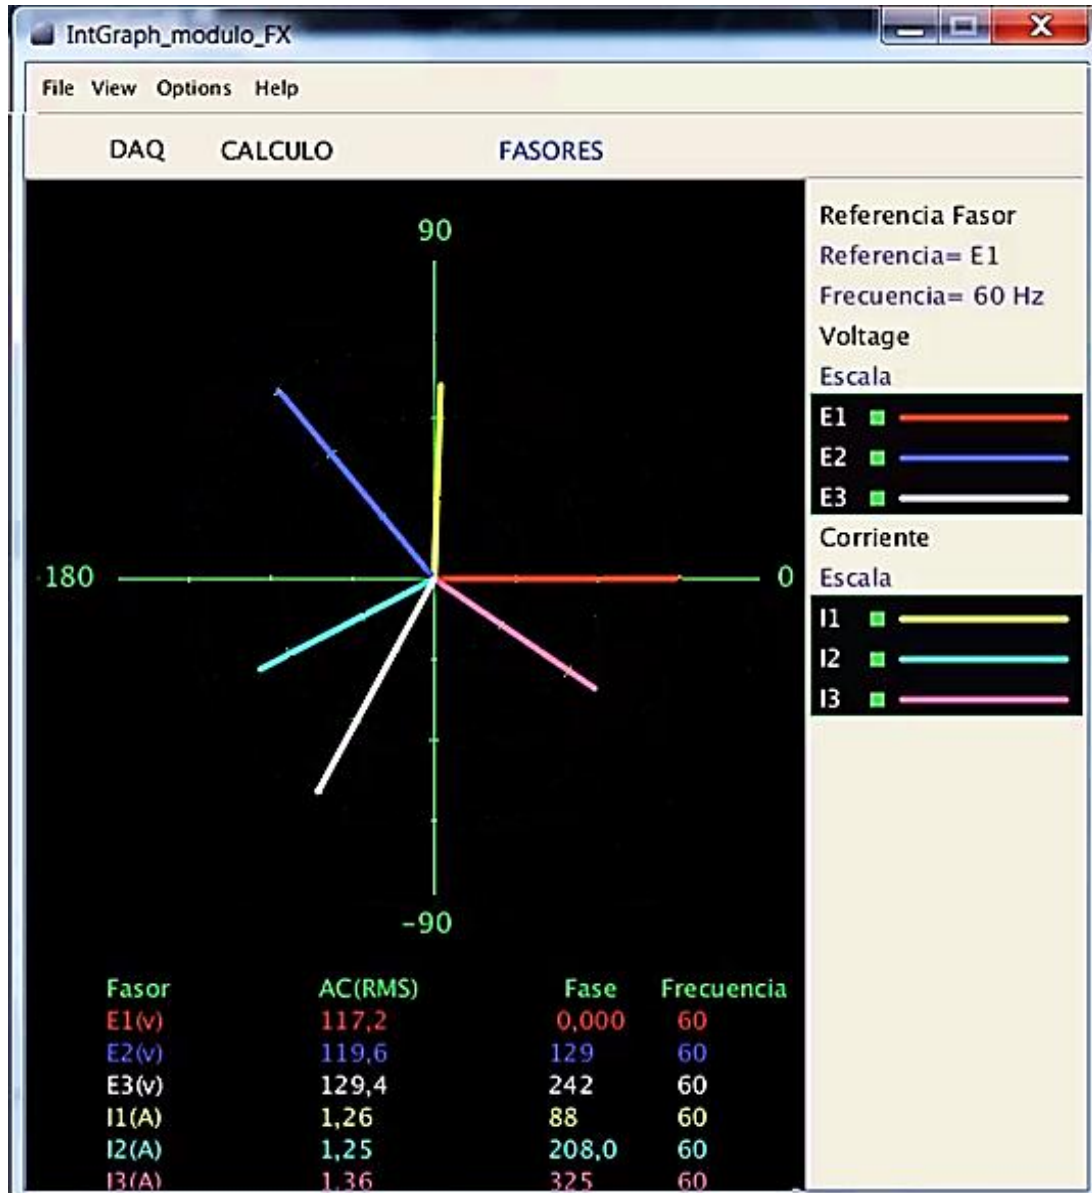 IntGraph_modulo_FX
File View Options Help
DAQ CALCULO FASORES
90
180
0
-90
Referencia Fasor
Referencia= E1
Frecuencia= 60 Hz
Voltage
Escala
E1
E2
E3
Corriente
Escala
I1
I2
I3
Fasor AC(RMS) Fase Frecuencia
E1(v) 117,2 0,000 60
E2(v) 119,6 129 60
E3(v) 129,4 242 60
I1(A) 1,26 88 60
I2(A) 1,25 208,0 60
I3(A) 1,36 325 60